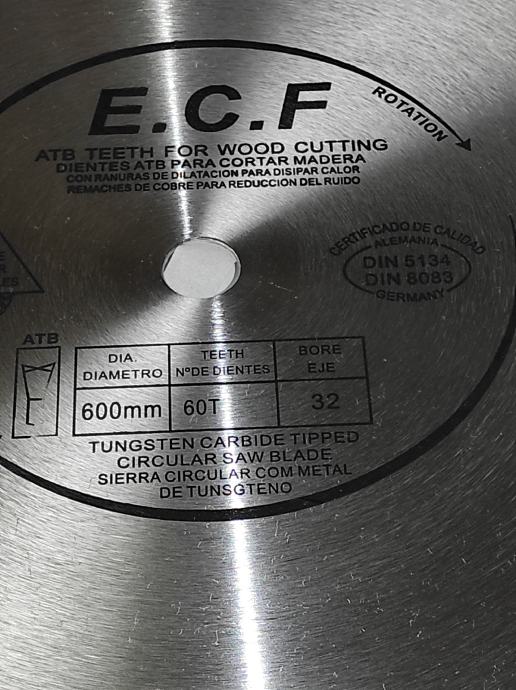 E.C.F
ROTATION
ATB TEETH FOR WOOD CUTTING
DIENTES ATB PARA CORTAR MADERA
CON RANURAS DE DILATACION PARA DISIPAR CALOR
REMACHES DE COBRE PARA REDUCCION DEL RUIDO
CERTIFICADO DE CALIDAD
ALEMANIA
DIN 5134
DIN 8083
GERMANY
ATB
DIA. TEETH BORE
DIAMETRO NºDE DIENTES EJE
600mm 60T 32
TUNGSTEN CARBIDE TIPPED
CIRCULAR SAW BLADE
SIERRA CIRCULAR COM METAL
DE TUNSGTENO